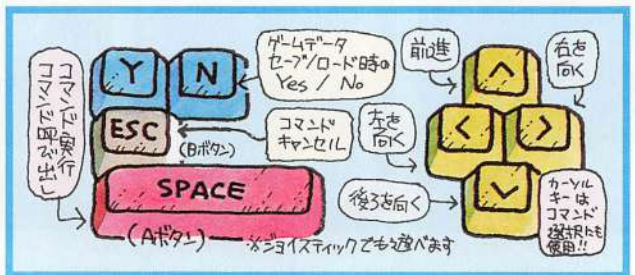 コマンド実行
コマンド呼び出し
Y
N
ゲームデータ
セーブ/ロード時の
Yes / No
ESC
(Bボタン)
コマンド
キャンセル
SPACE
(Aボタン)
※ジョイスティックでも遊べます
前進
右を
向く
左を
向く
後ろを向く
カーソル
キーは
コマンド
選択にも
使用!!